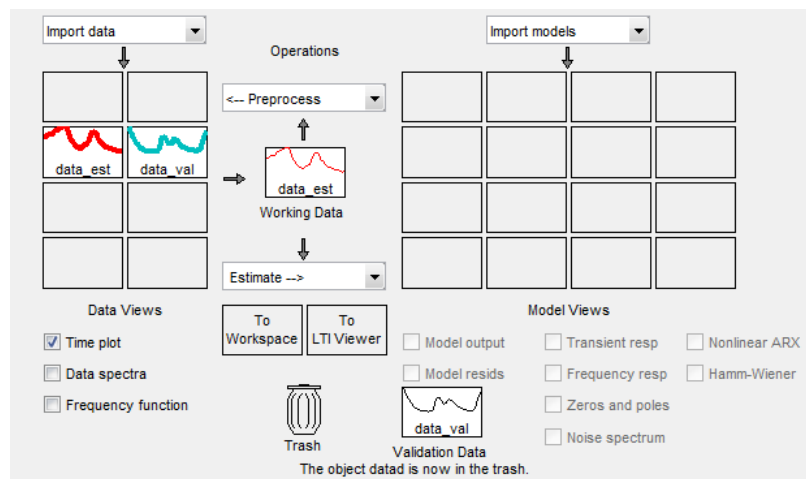 Import data
Operations
Import models
<-- Preprocess
data_est
data_val
data_est
Working Data
Estimate -->
Data Views
To Workspace
To LTI Viewer
Model Views
Time plot
Data spectra
Frequency function
Model output
Transient resp
Nonlinear ARX
Model resids
Frequency resp
Hamm-Wiener
Zeros and poles
Noise spectrum
data_val
Trash
Validation Data
The object datad is now in the trash.